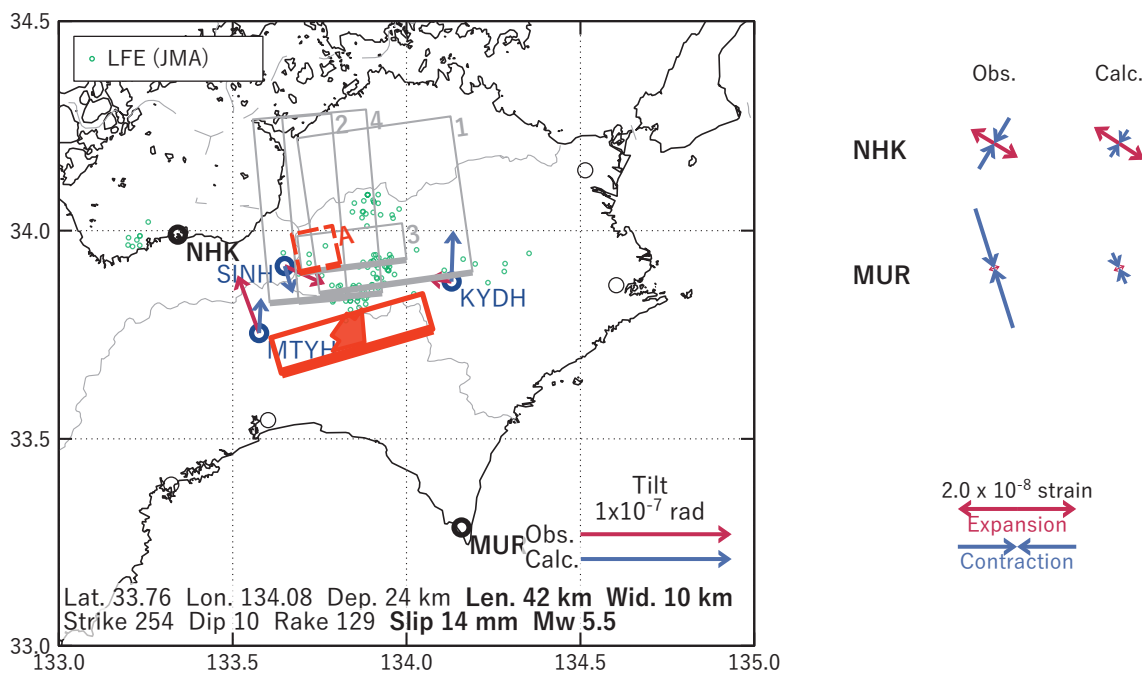 34.5
LFE (JMA)
Obs. Calc.
2 4 1
NHK
34.0
NHK
A
3
SINH
MUR
KYDH
MTYH
33.5
Tilt
1x10-7 rad
2.0 x 10-8 strain
Expansion
Obs.
MUR
Calc.
Contraction
Lat. 33.76 Lon. 134.08 Dep. 24 km Len. 42 km Wid. 10 km
Strike 254 Dip 10 Rake 129 Slip 14 mm Mw 5.5
33.0
133.0 133.5 134.0 134.5 135.0